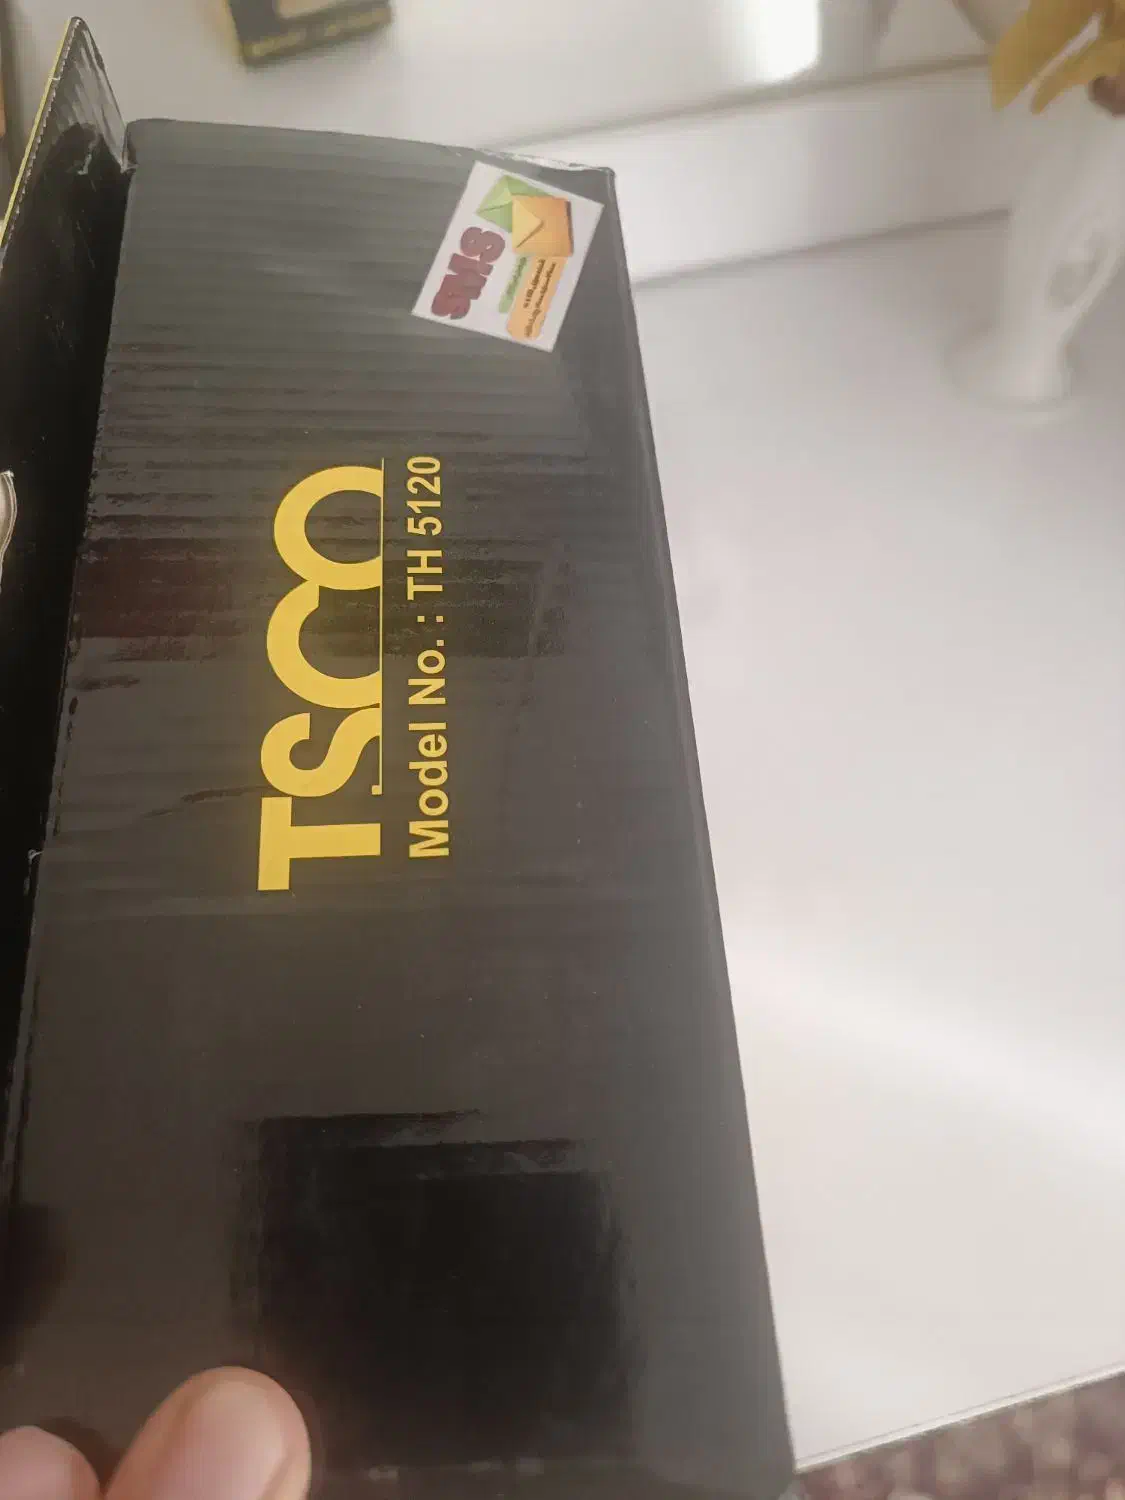 TSCO
Model No. : TH 5120
SMS